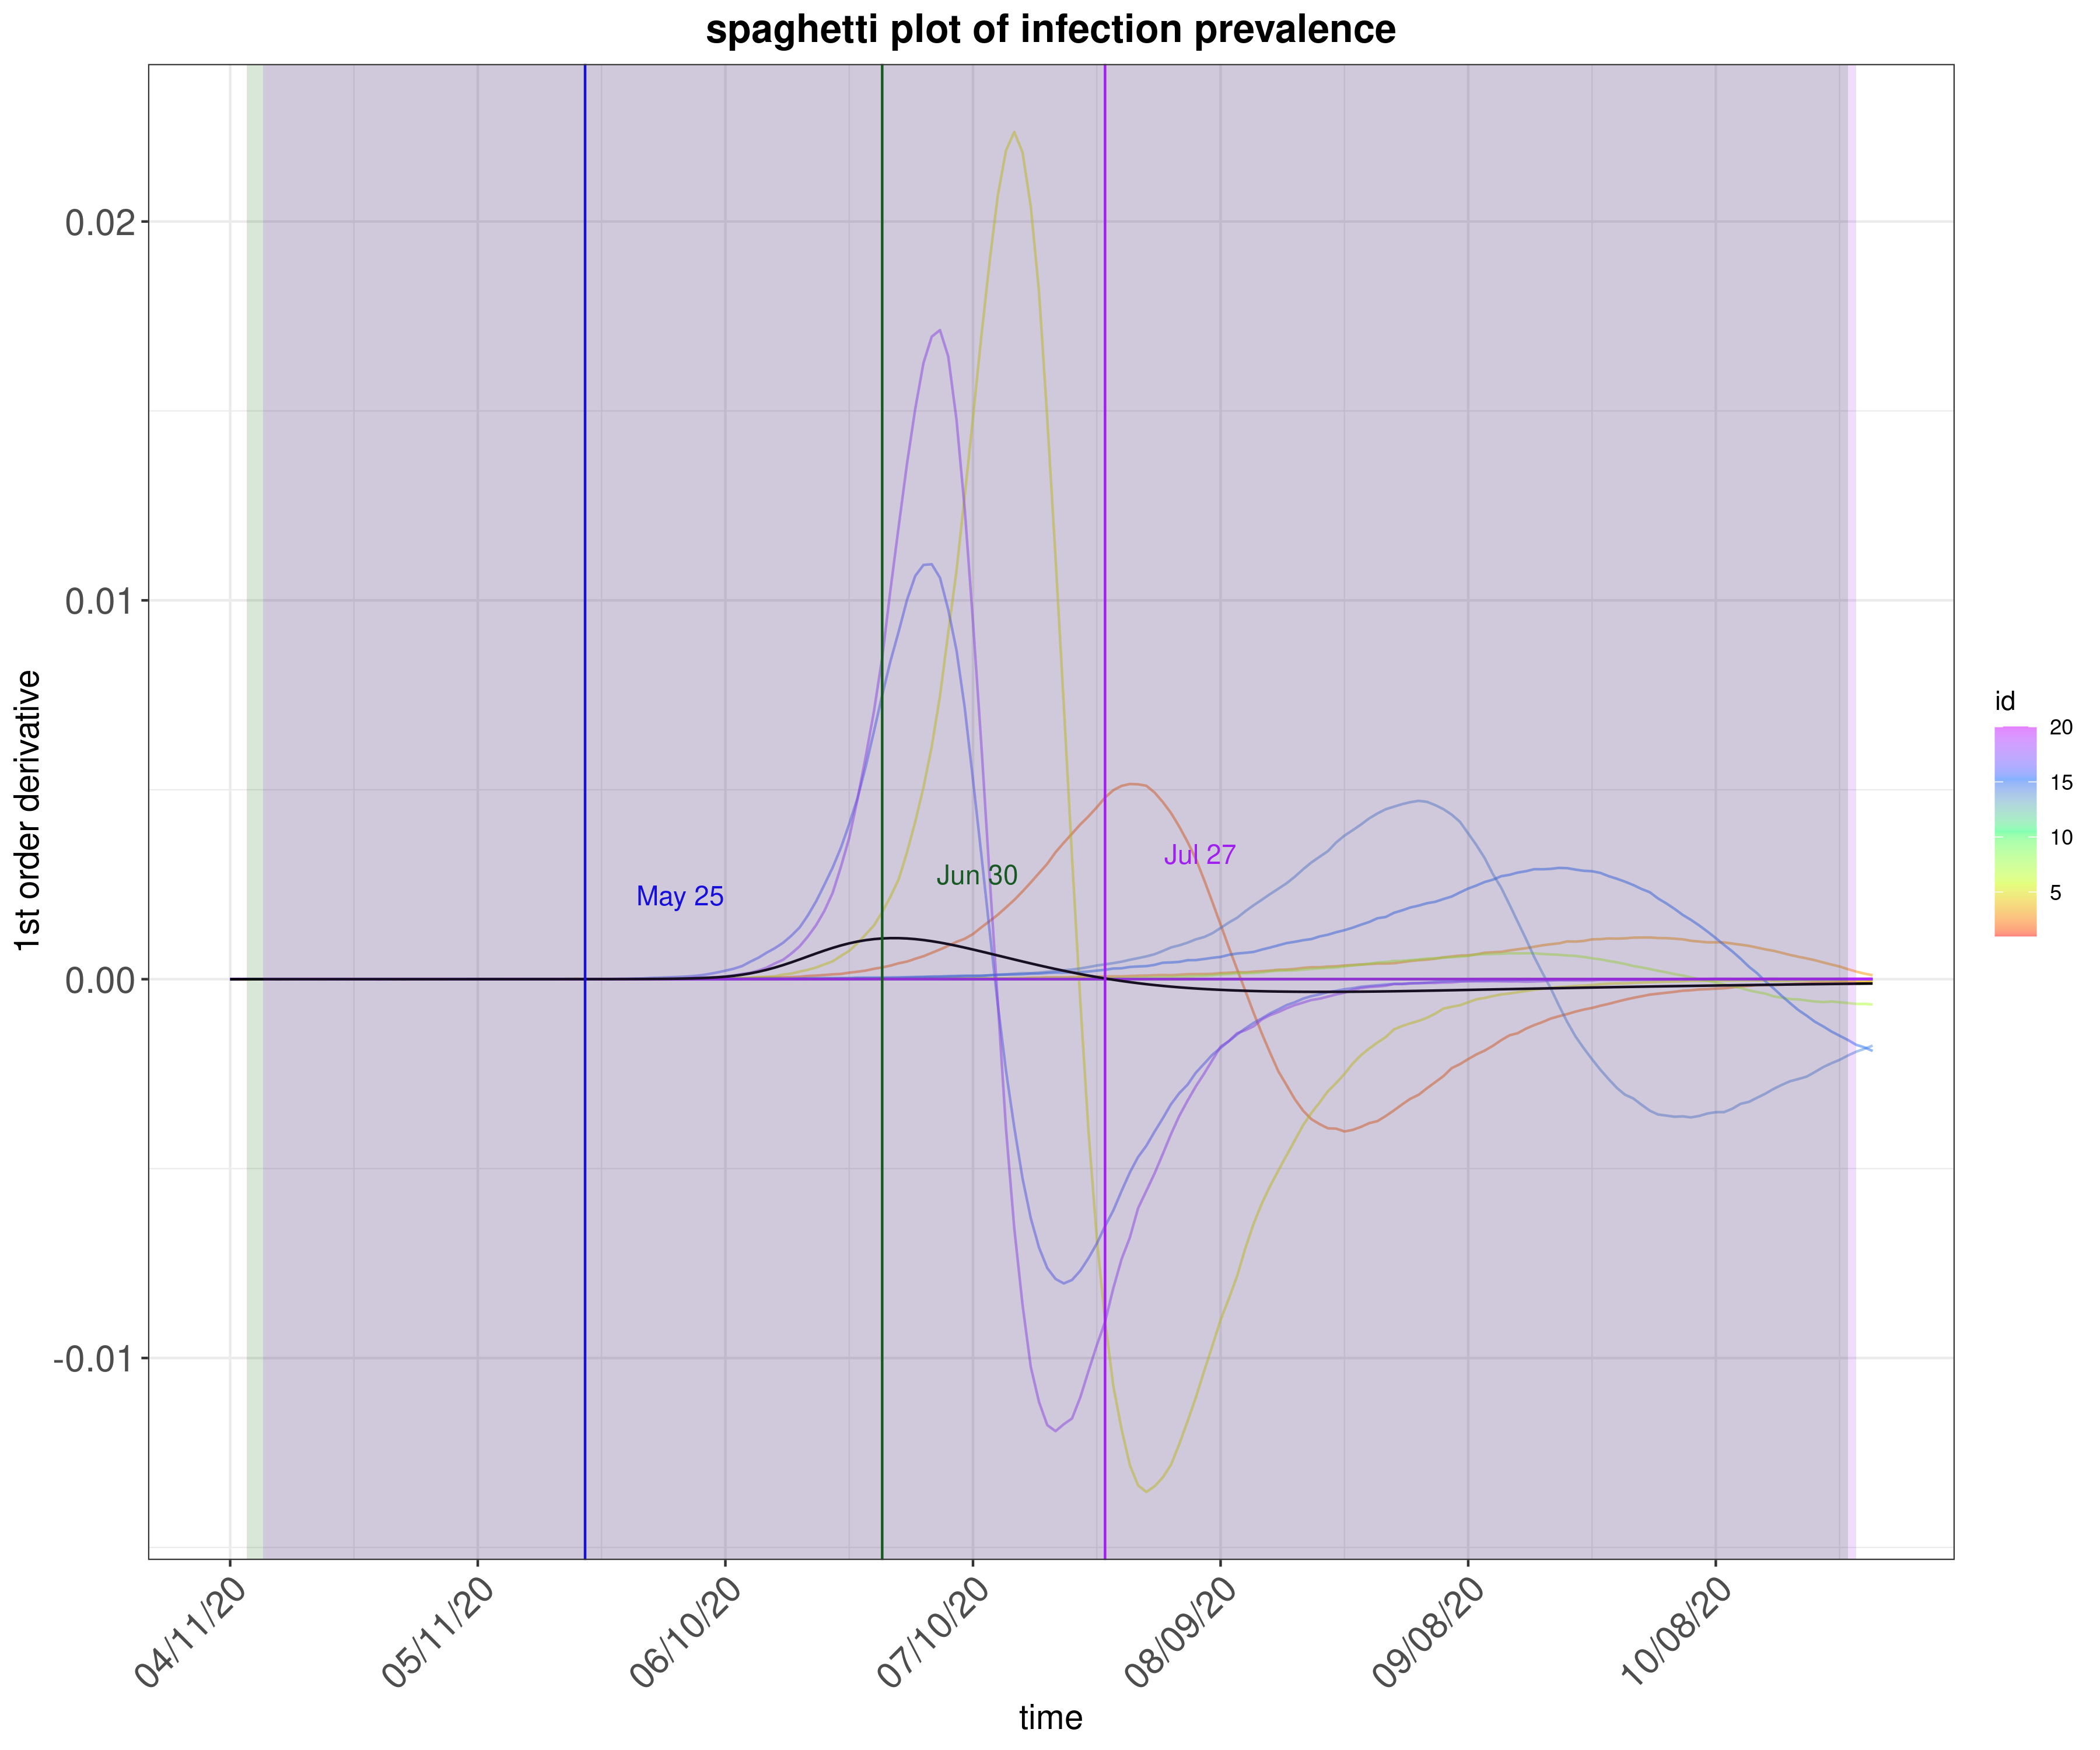 spaghetti plot of infection prevalence
1st order derivative
0.02
0.01
0.00
-0.01
May 25
Jun 30
Jul 27
id
20
15
10
5
04/11/20
05/11/20
06/10/20
07/10/20
08/09/20
09/08/20
10/08/20
time